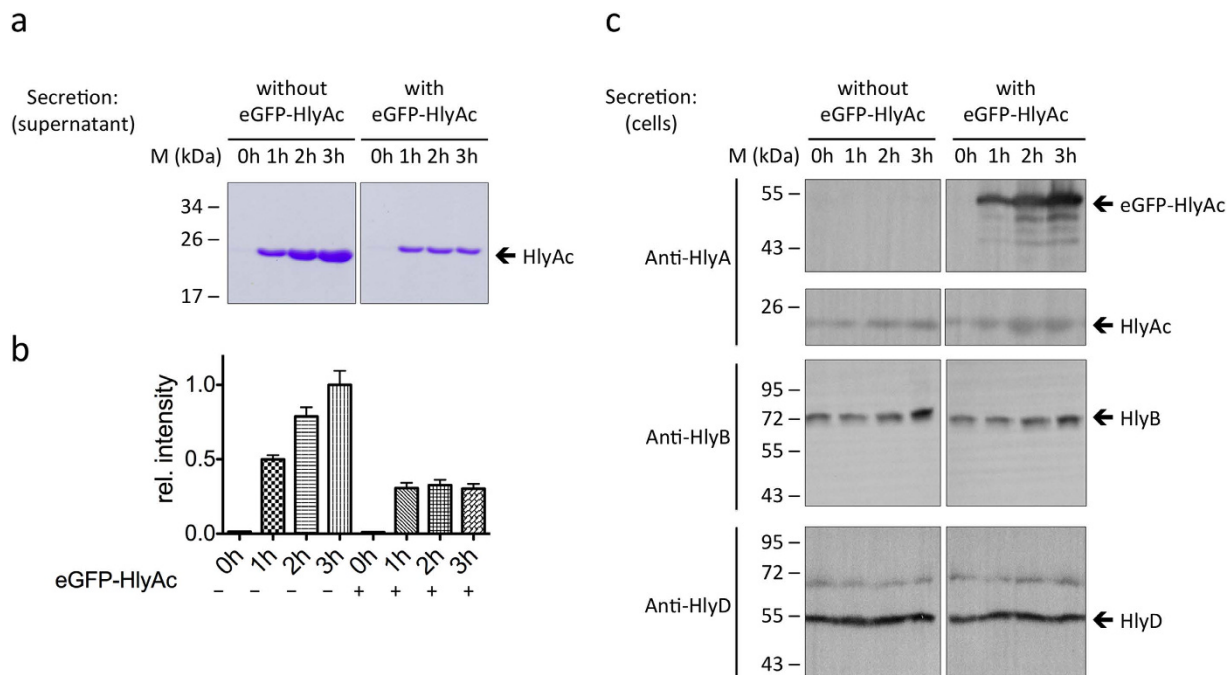 a
Secretion:
(supernatant)
without
eGFP-HlyAc
with
eGFP-HlyAc
M (kDa) 0h 1h 2h 3h 0h 1h 2h 3h
34 –
26 –
17 –
← HlyAc
b
rel. intensity
1.0
0.5
0.0
0h 1h 2h 3h 0h 1h 2h 3h
eGFP-HlyAc – – – – + + + +
c
Secretion:
(cells)
without
eGFP-HlyAc
with
eGFP-HlyAc
M (kDa) 0h 1h 2h 3h 0h 1h 2h 3h
Anti-HlyA
55 –
43 –
← eGFP-HlyAc
26 –
← HlyAc
Anti-HlyB
95 –
72 –
55 –
43 –
← HlyB
Anti-HlyD
95 –
72 –
55 –
43 –
← HlyD